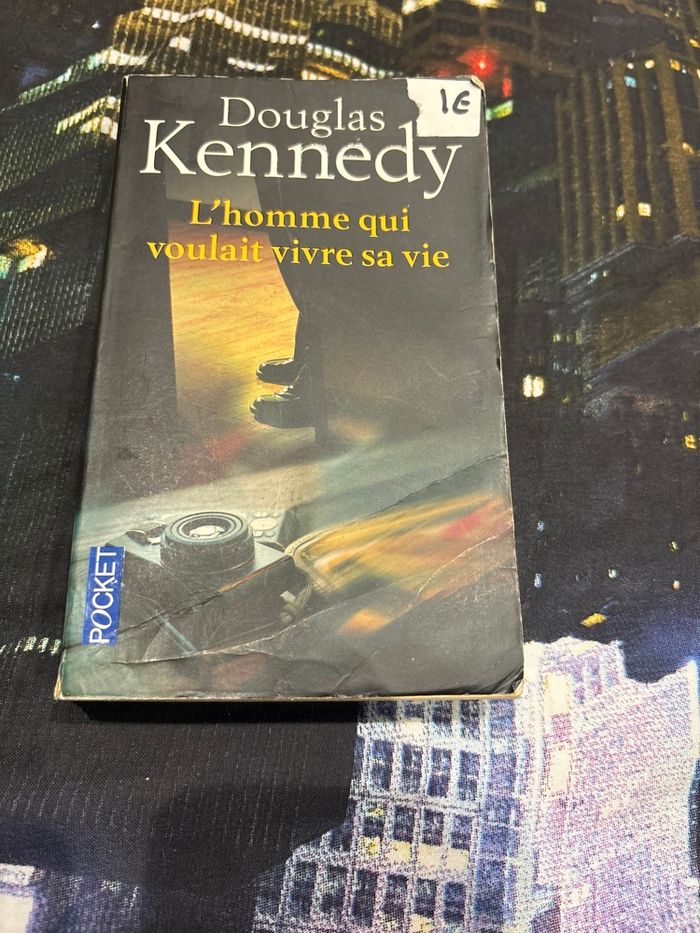 1€
Douglas
Kennedy
L'homme qui
voulait vivre sa vie
POCKET